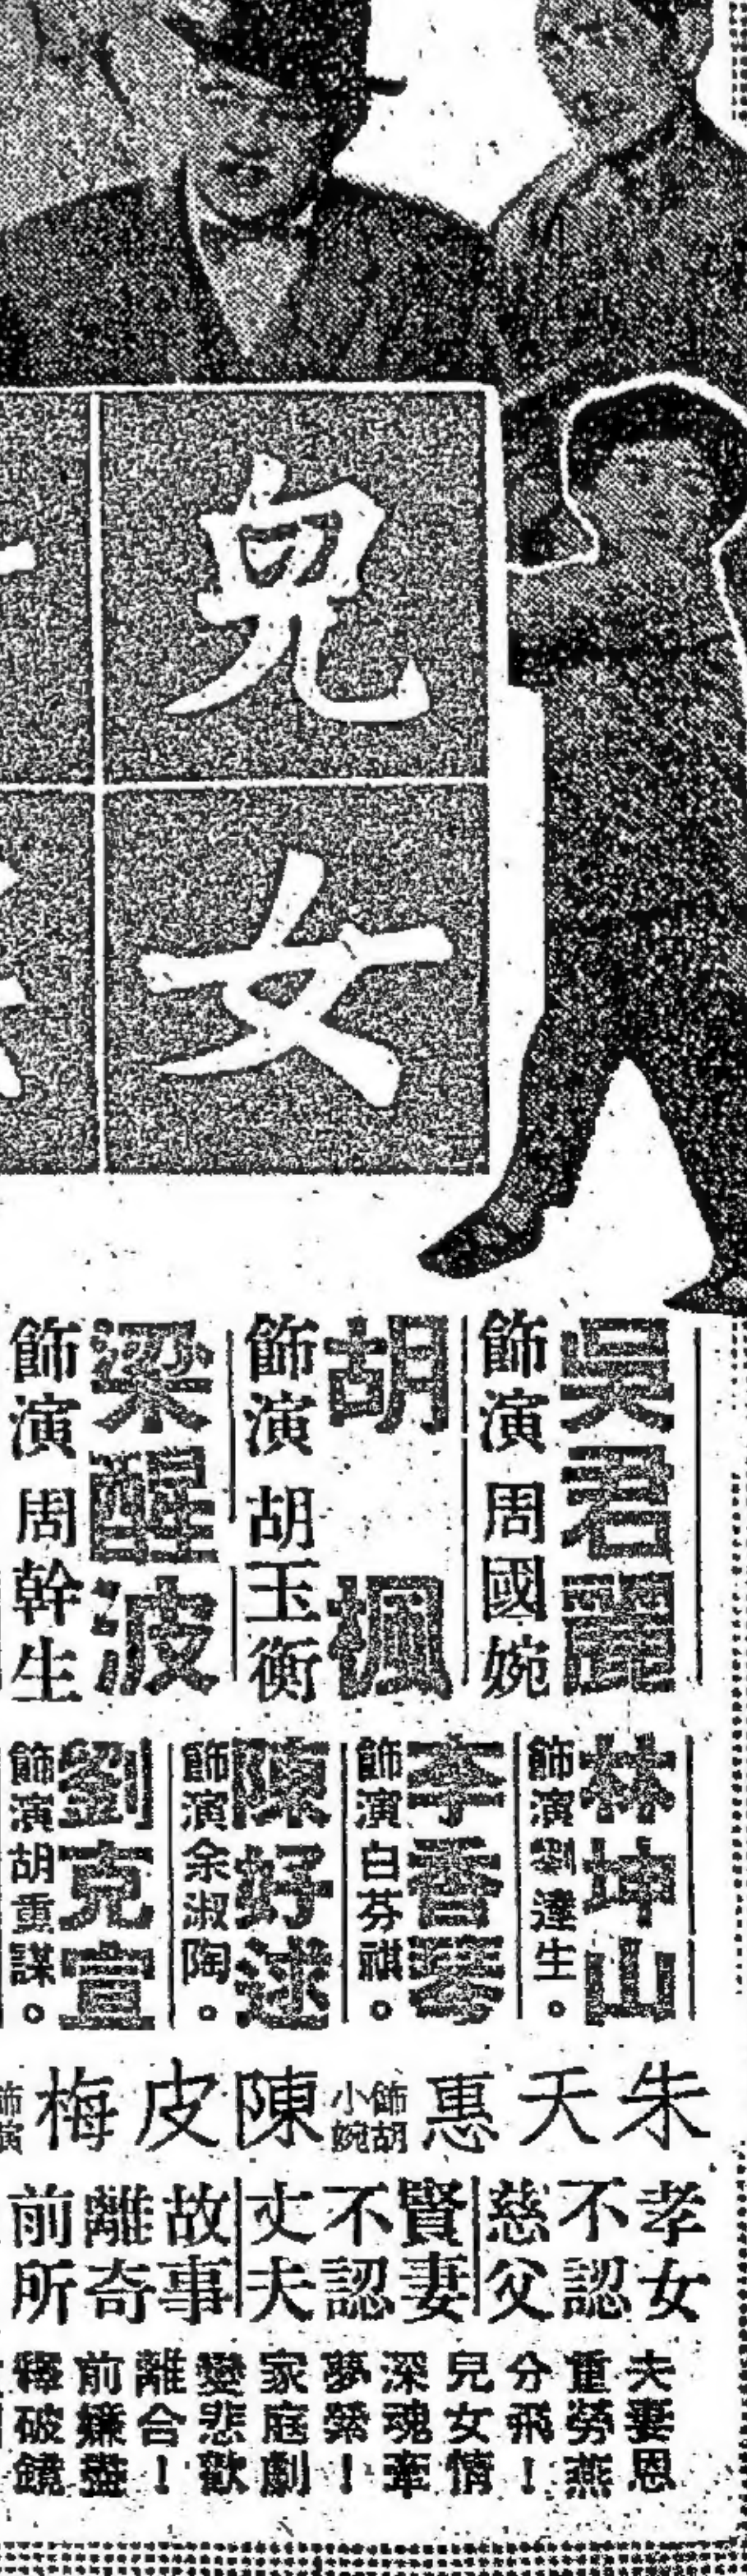 兒女
吳君麗
飾演周國婉
胡楓
飾演胡玉衡
梁醒波
飾演周幹生
林坤山
飾演劉達生。
李香琴
飾演白芬祺。
陳好逑
飾演余淑陶。
劉克宣
飾演胡重謀。
朱天惠
飾胡小婉
陳皮梅
飾演
孝女不認慈父
賢妻不認丈夫
故事離奇前所
夫妻恩重勞燕分飛！
兒女情深魂牽夢縈！
家庭劇變悲歡離合！
前嫌盡釋破鏡